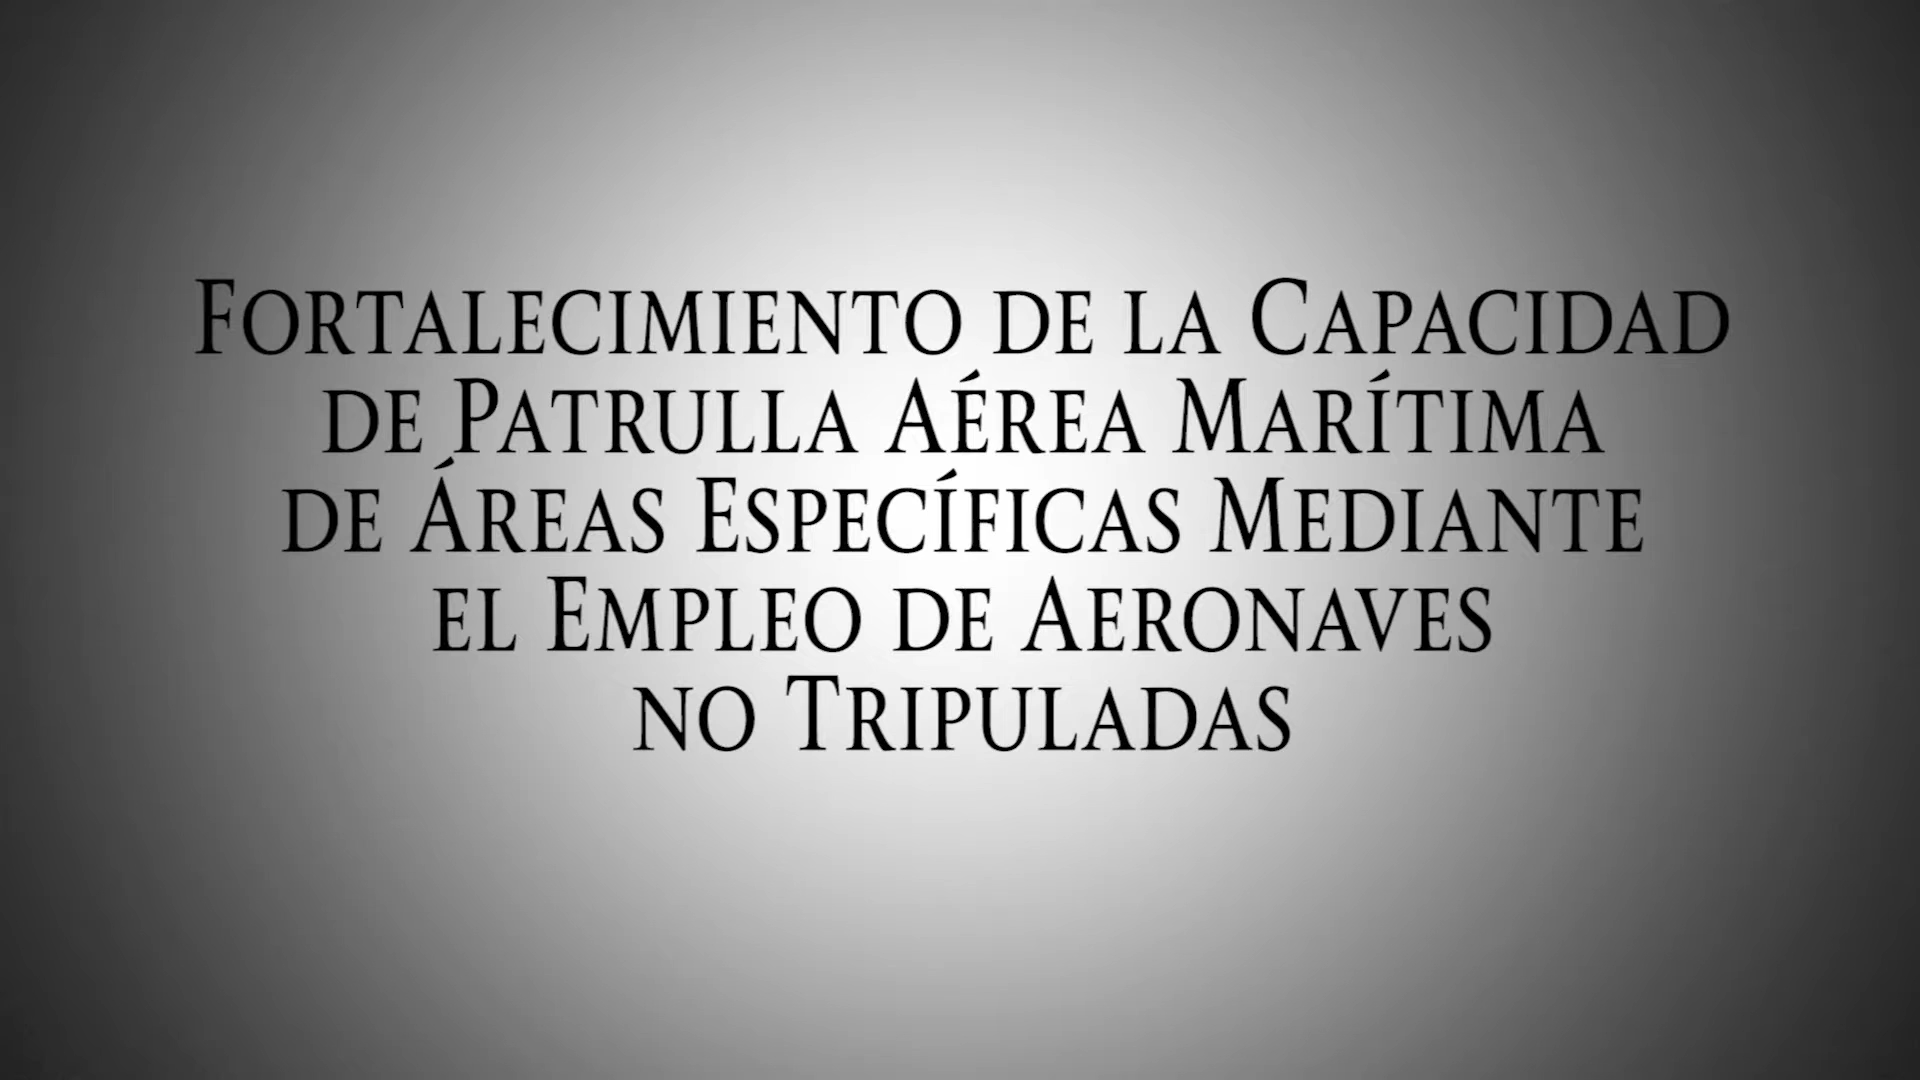 Fortalecimiento de la Capacidad
de Patrulla Aérea Marítima
de Áreas Específicas Mediante
el Empleo de Aeronaves
no Tripuladas